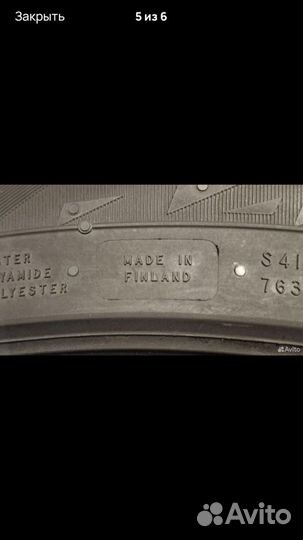 Закрыть
5 из 6
TER
YAMIDE
LYESTER
MADE IN
FINLAND
S41
763
Avito
Avito